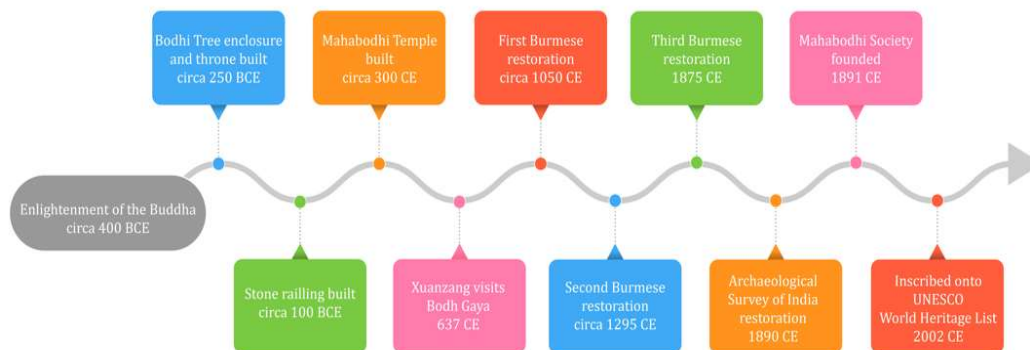 Enlightenment of the Buddha
circa 400 BCE
Bodhi Tree enclosure
and throne built
circa 250 BCE
Stone railling built
circa 100 BCE
Mahabodhi Temple
built
circa 300 CE
Xuanzang visits
Bodh Gaya
637 CE
First Burmese
restoration
circa 1050 CE
Second Burmese
restoration
circa 1295 CE
Third Burmese
restoration
1875 CE
Archaeological
Survey of India
restoration
1890 CE
Mahabodhi Society
founded
1891 CE
Inscribed onto
UNESCO
World Heritage List
2002 CE